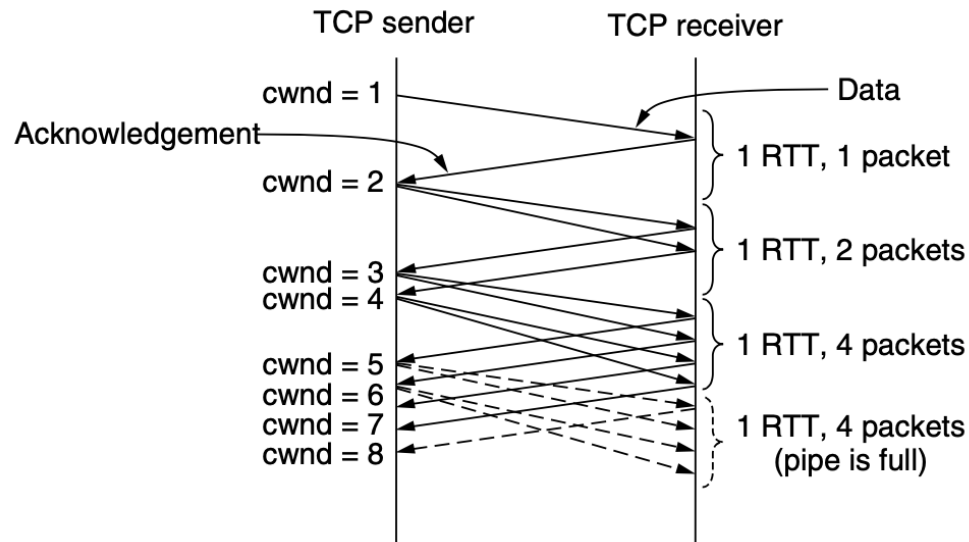 TCP sender
TCP receiver
cwnd = 1
Data
Acknowledgement
1 RTT, 1 packet
cwnd = 2
1 RTT, 2 packets
cwnd = 3
cwnd = 4
1 RTT, 4 packets
cwnd = 5
cwnd = 6
cwnd = 7
1 RTT, 4 packets
cwnd = 8
(pipe is full)